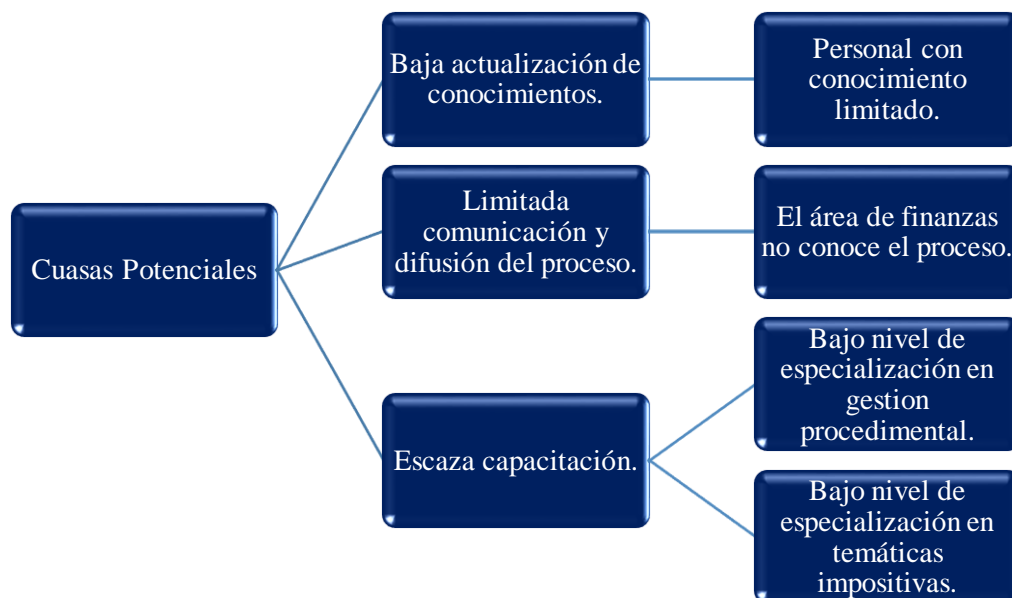 Cuasas Potenciales
Baja actualización de
conocimientos.
Personal con
conocimiento
limitado.
Limitada
comunicación y
difusión del proceso.
El área de finanzas
no conoce el proceso.
Escaza capacitación.
Bajo nivel de
especialización en
gestion
procedimental.
Bajo nivel de
especialización en
temáticas
impositivas.